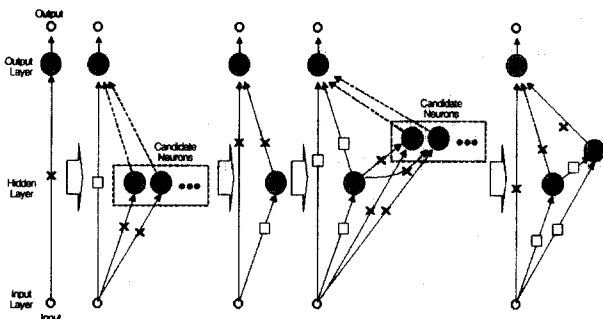 Output
Output
Layer
Candidate
Neurons
Candidate
Neurons
Hidden
Layer
Input
Layer
Input